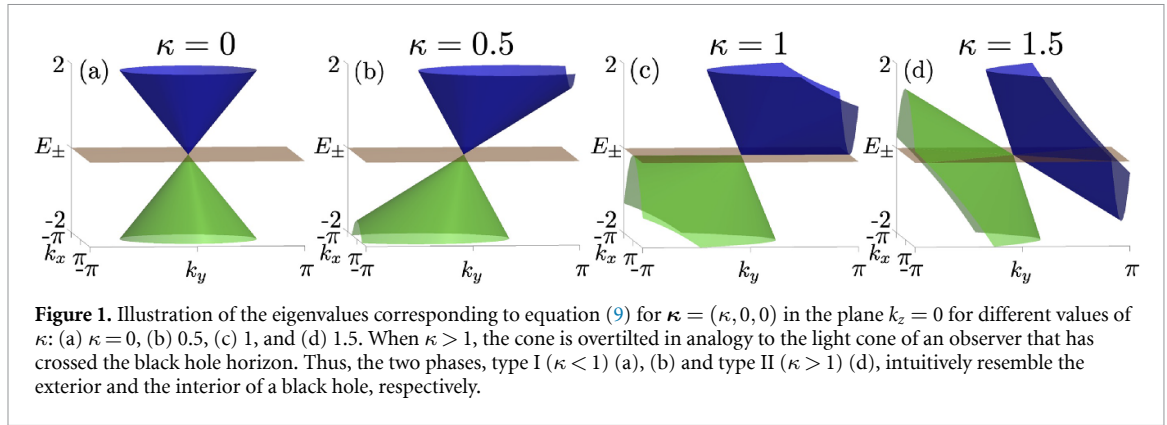 κ = 0
κ = 0.5
κ = 1
κ = 1.5
2 (a)
2 (b)
2 (c)
2 (d)
E±
E±
E±
E±
-2
-2
-2
-2
-π
-π
-π
-π
kx π
kx π
kx π
kx π
-π ky π
-π ky π
-π ky π
-π ky π
Figure 1. Illustration of the eigenvalues corresponding to equation (9) for κ = (κ, 0, 0) in the plane kz = 0 for different values of
κ: (a) κ = 0, (b) 0.5, (c) 1, and (d) 1.5. When κ > 1, the cone is overtilted in analogy to the light cone of an observer that has
crossed the black hole horizon. Thus, the two phases, type I (κ < 1) (a), (b) and type II (κ > 1) (d), intuitively resemble the
exterior and the interior of a black hole, respectively.